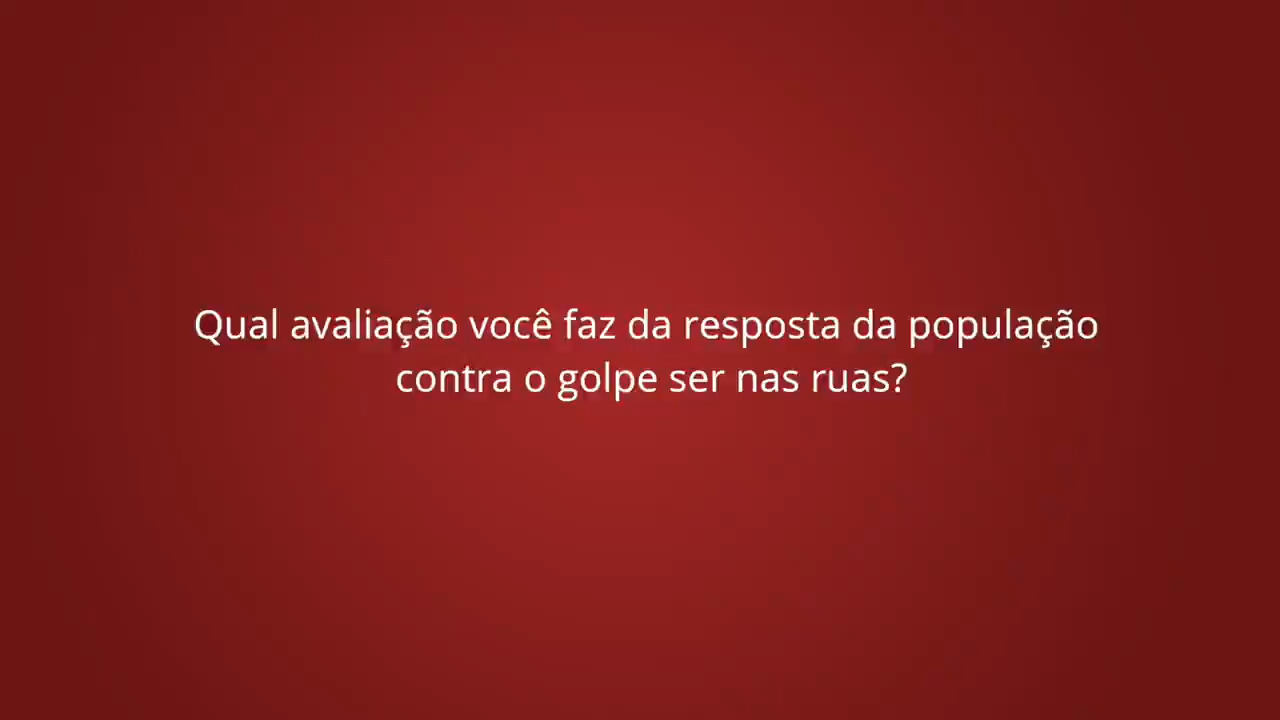 Qual avaliação você faz da resposta da população
contra o golpe ser nas ruas?